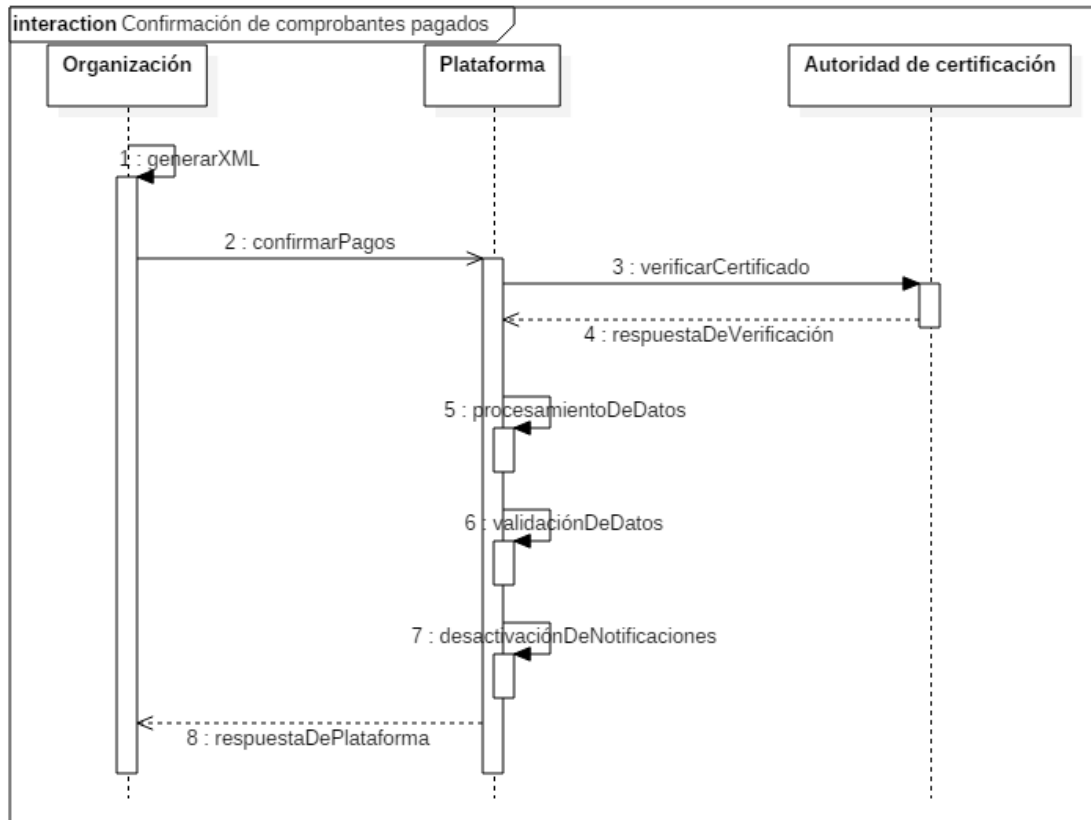 interaction Confirmación de comprobantes pagados
Organización
Plataforma
Autoridad de certificación
1 : generarXML
2 : confirmarPagos
3 : verificarCertificado
4 : respuestaDeVerificación
5 : procesamientoDeDatos
6 : validaciónDeDatos
7 : desactivaciónDeNotificaciones
8 : respuestaDePlataforma